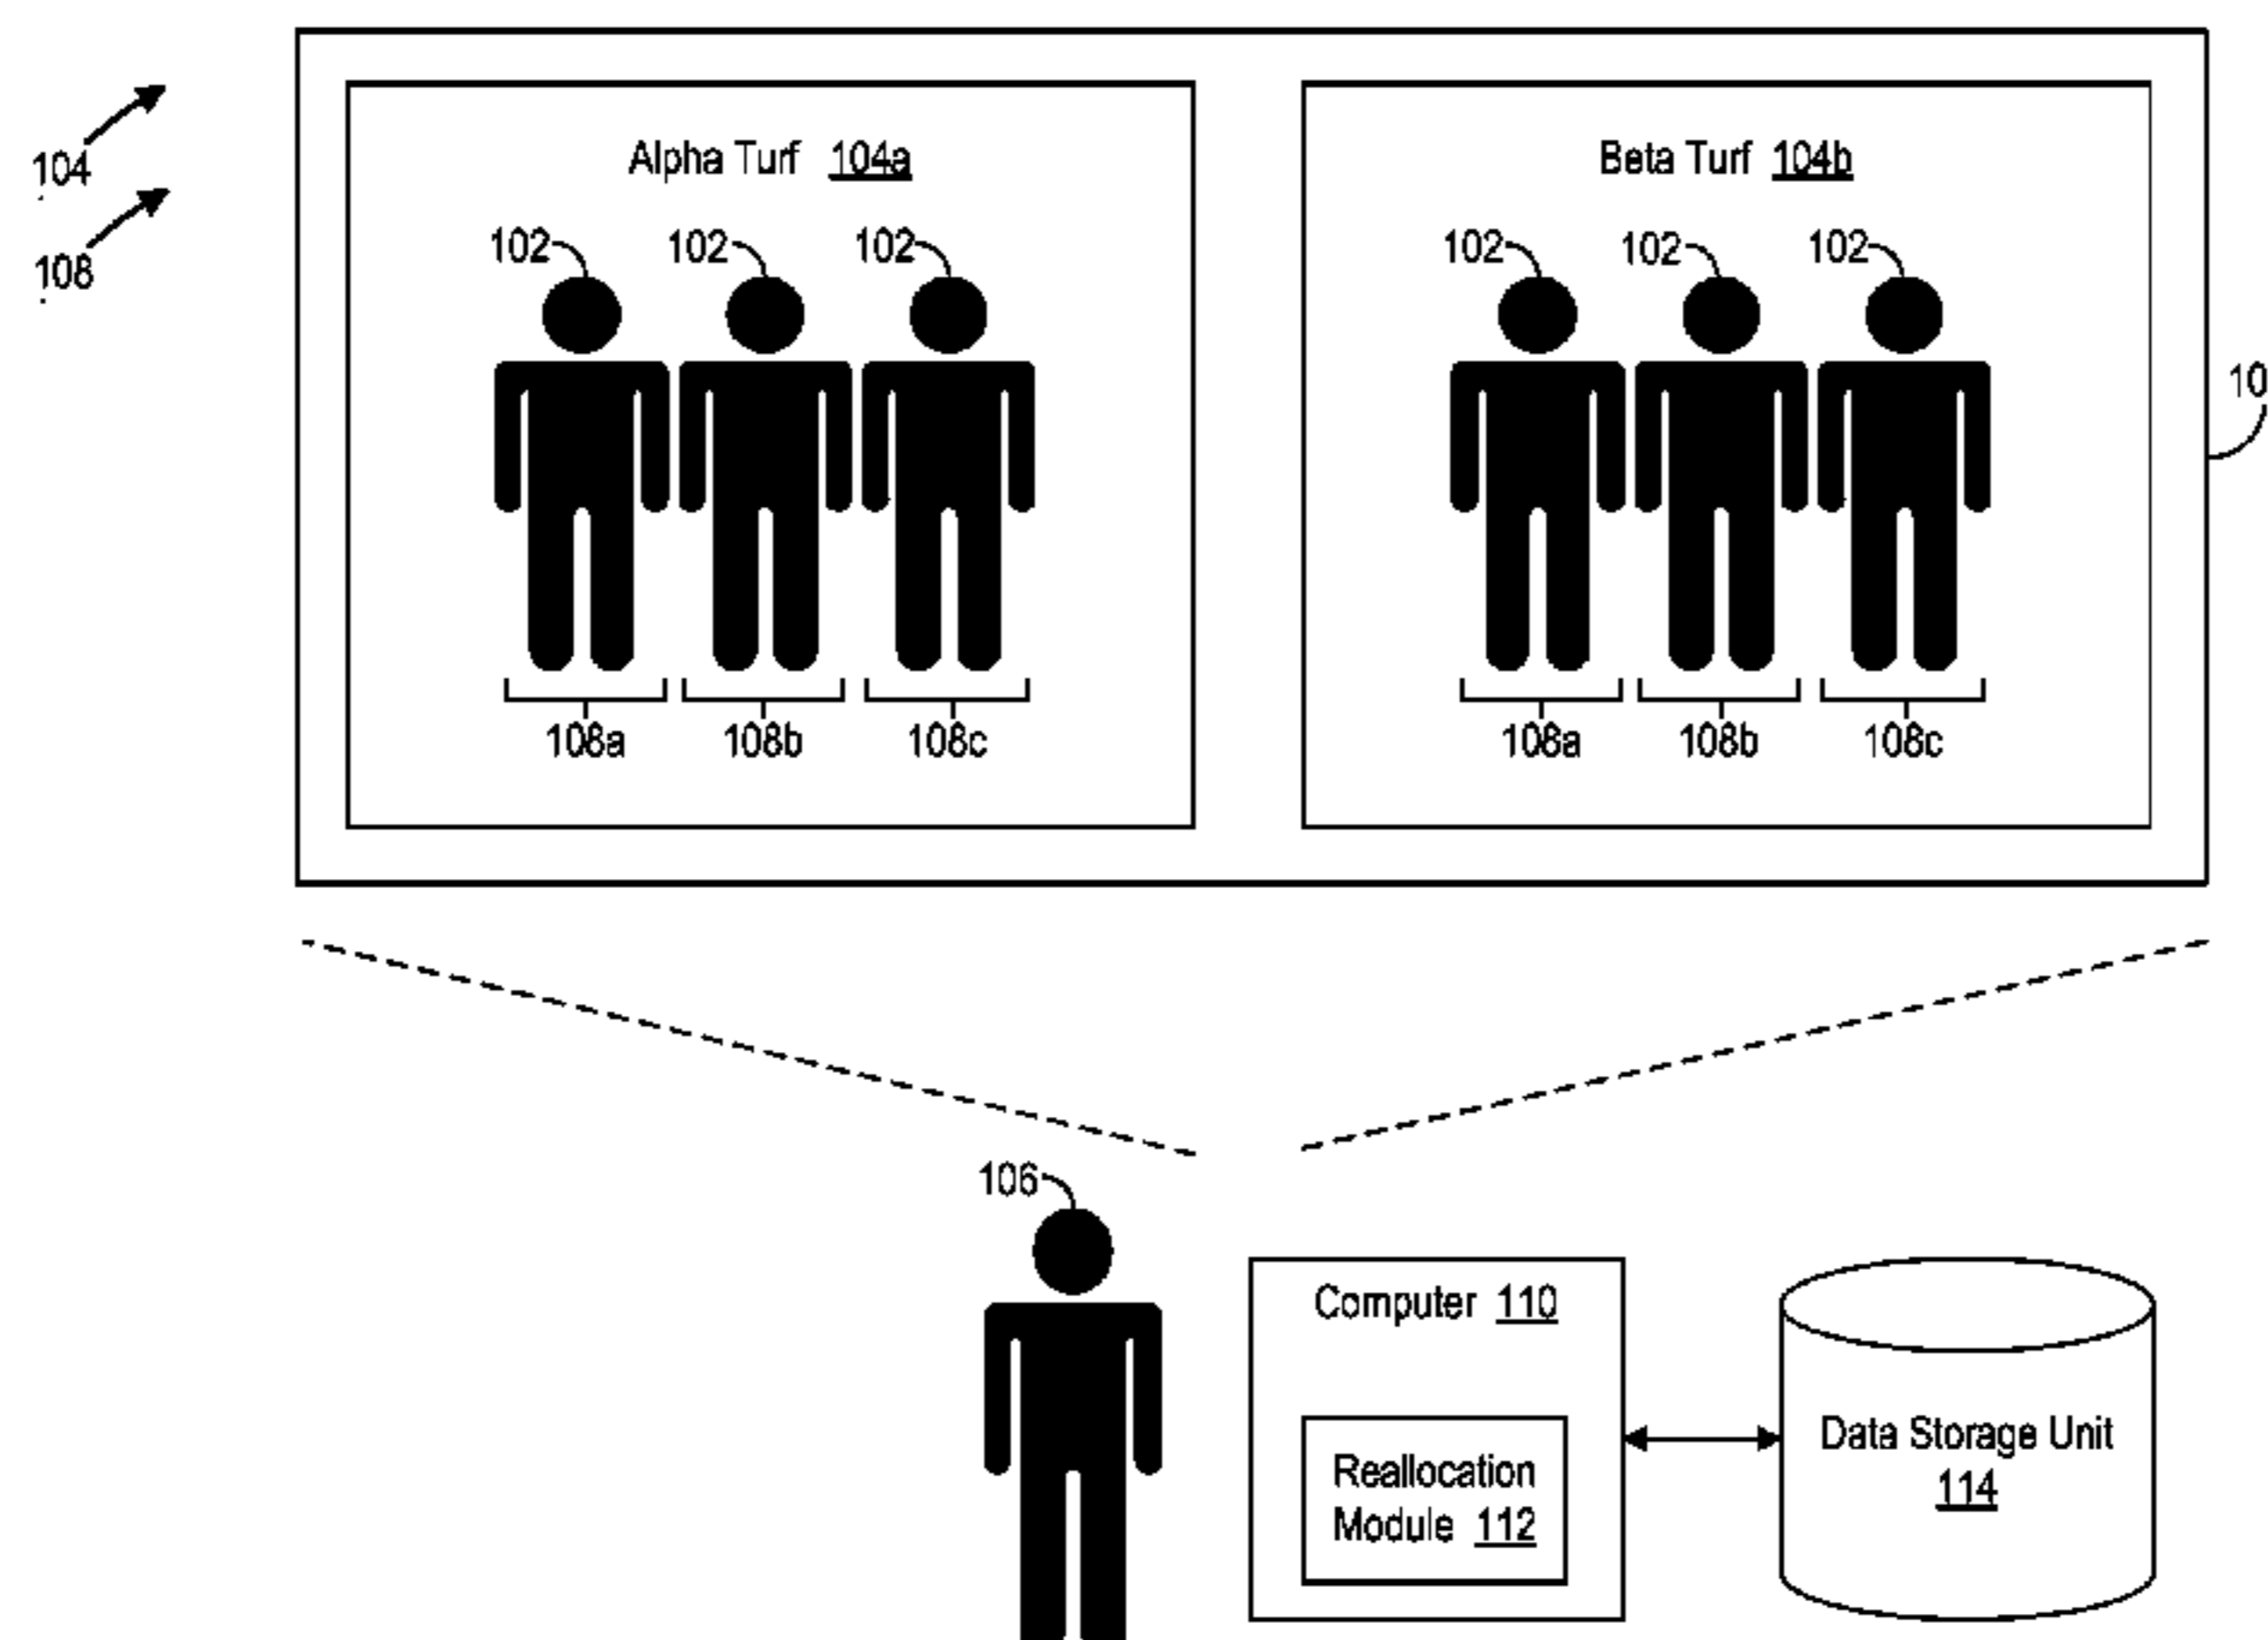 104
108
Alpha Turf 104a
102 102 102
108a 108b 108c
Beta Turf 104b
102 102 102
108a 108b 108c
10
106
Computer 110
Reallocation
Module 112
Data Storage Unit
114